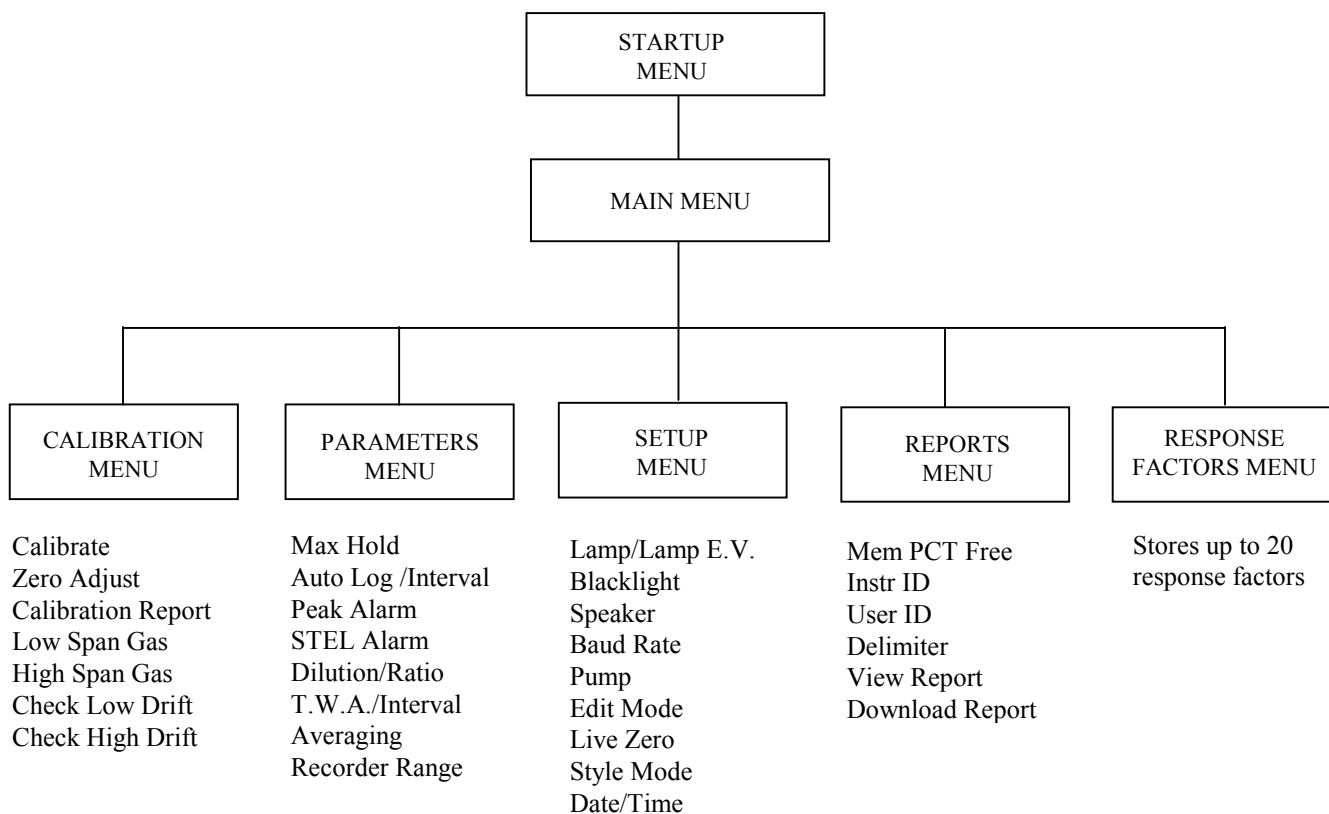 STARTUP
MENU
MAIN MENU
CALIBRATION
MENU
PARAMETERS
MENU
SETUP
MENU
REPORTS
MENU
RESPONSE
FACTORS MENU
Calibrate
Zero Adjust
Calibration Report
Low Span Gas
High Span Gas
Check Low Drift
Check High Drift
Max Hold
Auto Log /Interval
Peak Alarm
STEL Alarm
Dilution/Ratio
T.W.A./Interval
Averaging
Recorder Range
Lamp/Lamp E.V.
Blacklight
Speaker
Baud Rate
Pump
Edit Mode
Live Zero
Style Mode
Date/Time
Mem PCT Free
Instr ID
User ID
Delimiter
View Report
Download Report
Stores up to 20
response factors